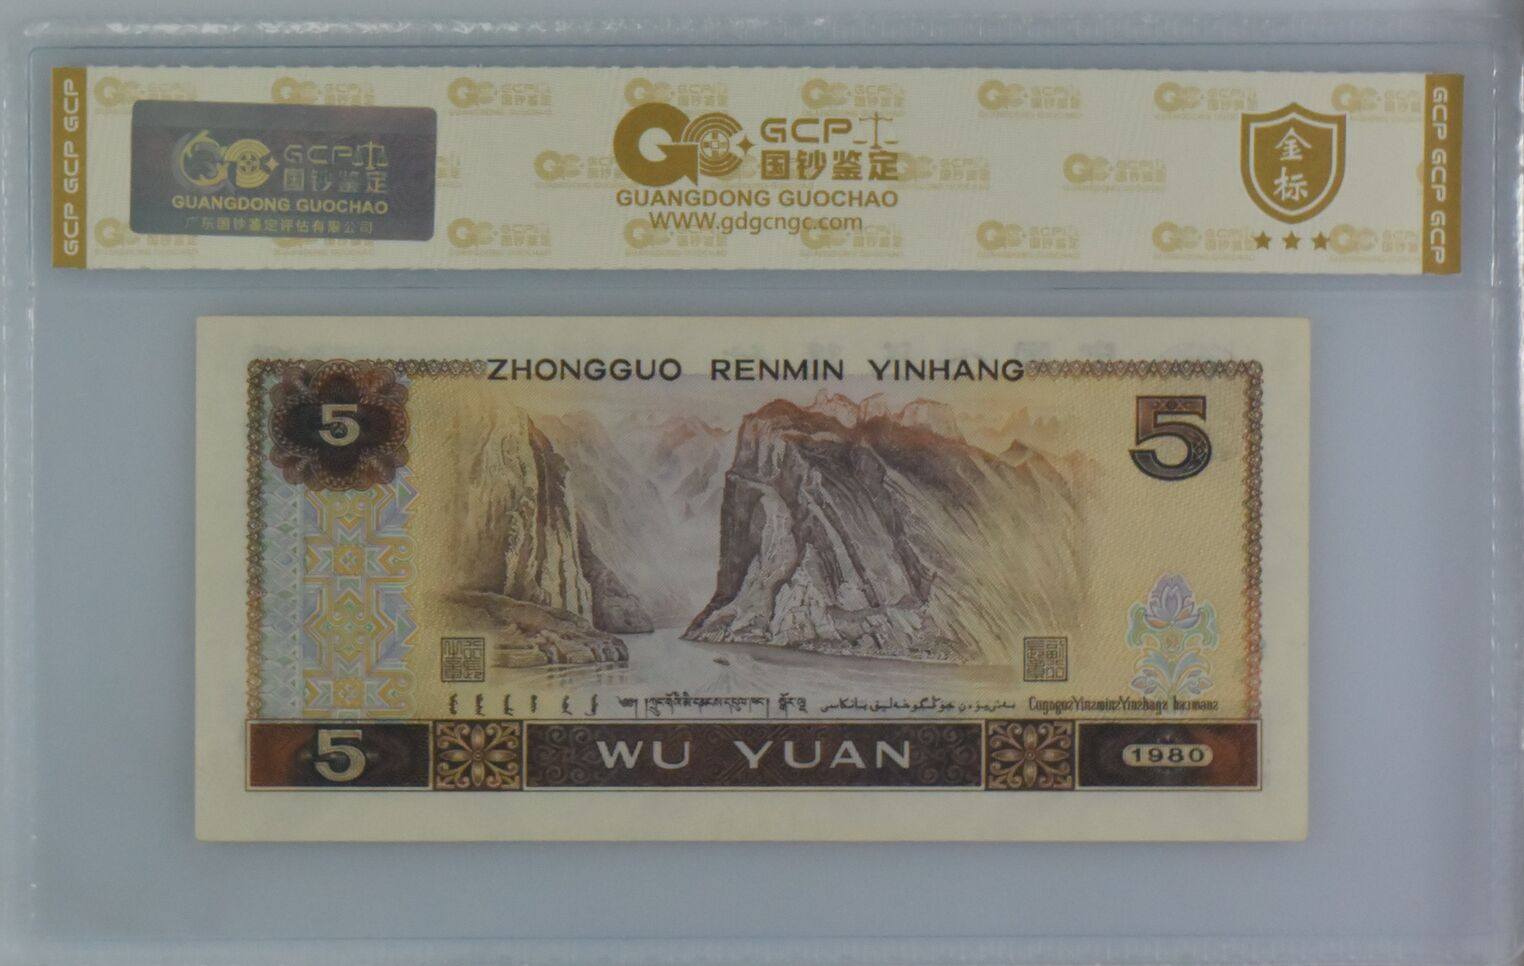 GCP GCP GCP
GCP
国钞鉴定
GUANGDONG GUOCHAO
广东国钞鉴定评估有限公司
GCP
国钞鉴定
GUANGDONG GUOCHAO
WWW.gdgcngc.com
金标
GCP GCP GCP
ZHONGGUO RENMIN YINHANG
5
5
5 WU YUAN 1980